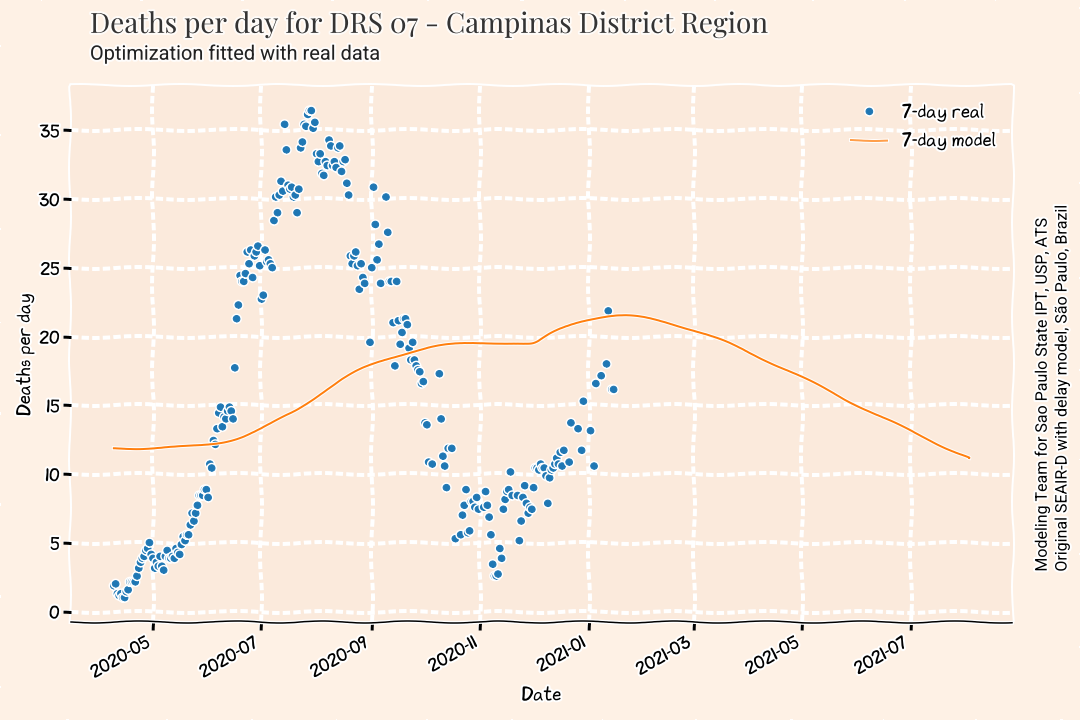 Deaths per day for DRS 07 - Campinas District Region
Optimization fitted with real data
7-day real
7-day model
35
30
25
20
15
10
5
0
Deaths per day
2020-05
2020-07
2020-09
2020-11
2021-01
2021-03
2021-05
2021-07
Date
Modeling Team for Sao Paulo State IPT, USP, ATS
Original SEAIR-D with delay model, São Paulo, Brazil